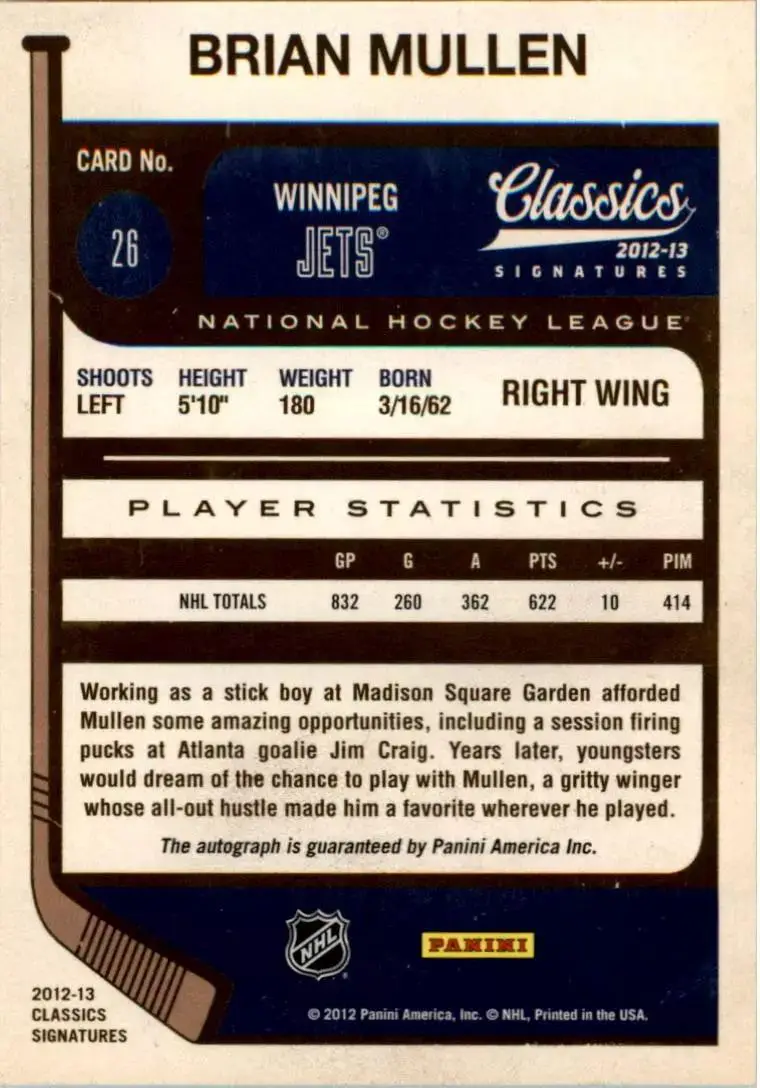 BRIAN MULLEN
CARD No.
26
WINNIPEG
JETS®
Classics
2012-13
SIGNATURES
NATIONAL HOCKEY LEAGUE
SHOOTS HEIGHT WEIGHT BORN
LEFT 5'10" 180 3/16/62
RIGHT WING
PLAYER STATISTICS
GP G A PTS +/- PIM
NHL TOTALS 832 260 362 622 10 414
Working as a stick boy at Madison Square Garden afforded
Mullen some amazing opportunities, including a session firing
pucks at Atlanta goalie Jim Craig. Years later, youngsters
would dream of the chance to play with Mullen, a gritty winger
whose all-out hustle made him a favorite wherever he played.
The autograph is guaranteed by Panini America Inc.
NHL
PANINI
2012-13
CLASSICS
SIGNATURES
© 2012 Panini America, Inc. © NHL, Printed in the USA.